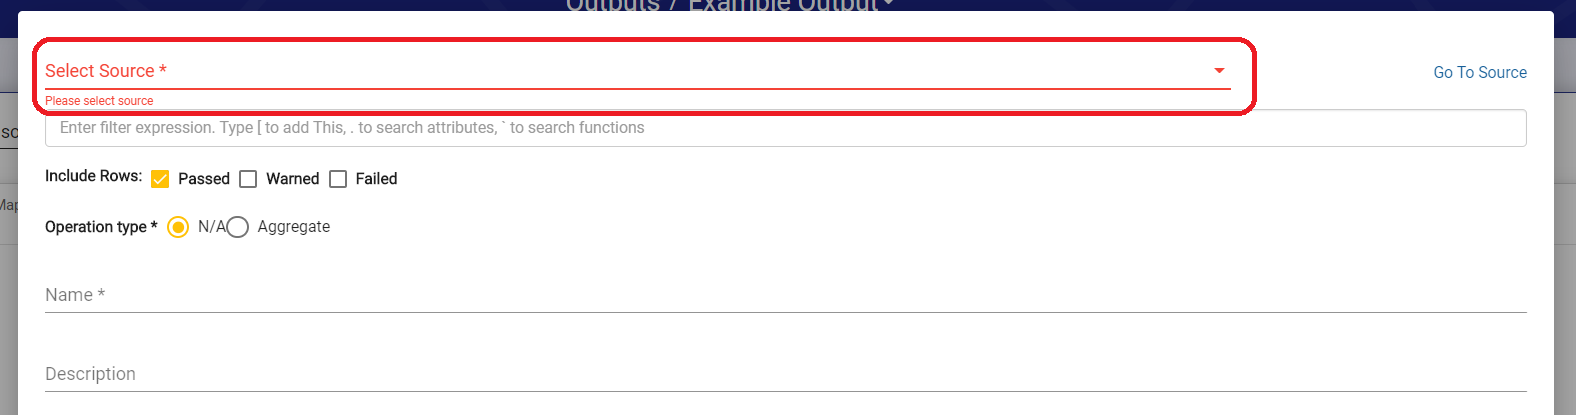 Outputs / Example Output
Select Source *
Go To Source
Please select source
Enter filter expression. Type [ to add This, . to search attributes, ` to search functions
Include Rows: Passed Warned Failed
Operation type * N/A Aggregate
Name *
Description